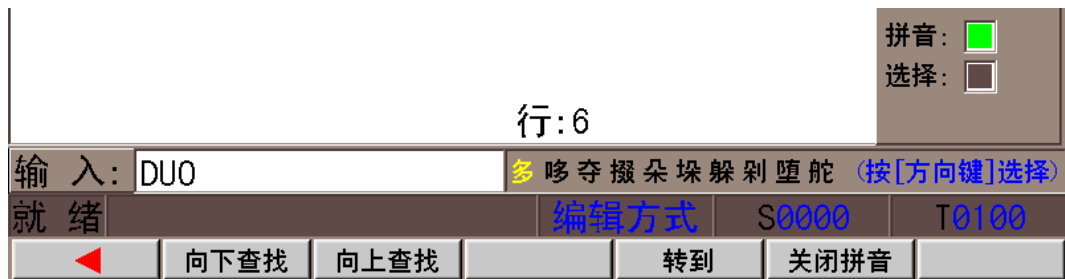 拼音:
选择:
行:6
输 入: DUO 多 哆 夺 掇 朵 垛 躲 剁 堕 舵 (按[方向键]选择)
就 绪 编辑方式 S0000 T0100
向下查找 向上查找 转到 关闭拼音